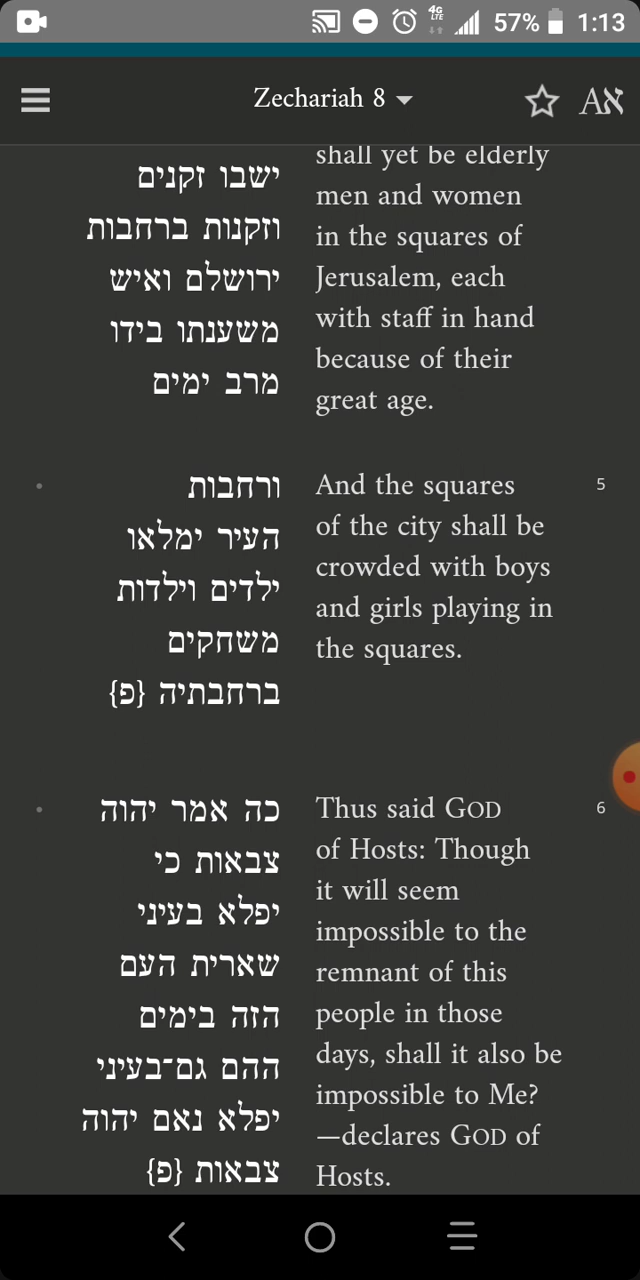 4G
LTE
57%
1:13
Zechariah 8
Aא
ישבו זקנים
וזקנות ברחבות
ירושלם ואיש
משענתו בידו
מרב ימים
shall yet be elderly
men and women
in the squares of
Jerusalem, each
with staff in hand
because of their
great age.
ורחבות
העיר ימלאו
ילדים וילדות
משחקים
ברחבתיה {פ}
And the squares
of the city shall be
crowded with boys
and girls playing in
the squares.
5
כה אמר יהוה
צבאות כי
יפלא בעיני
שארית העם
הזה בימים
ההם גם־בעיני
יפלא נאם יהוה
צבאות {פ}
Thus said GOD
of Hosts: Though
it will seem
impossible to the
remnant of this
people in those
days, shall it also be
impossible to Me?
—declares GOD of
Hosts.
6